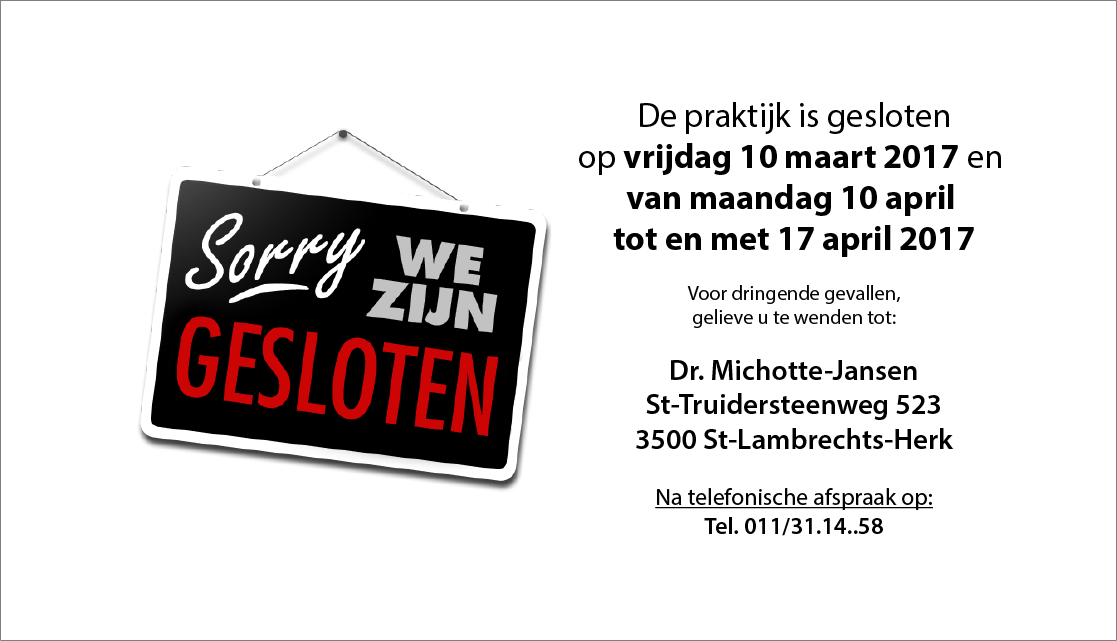 Sorry WE
ZIJN
GESLOTEN
De praktijk is gesloten
op vrijdag 10 maart 2017 en
van maandag 10 april
tot en met 17 april 2017
Voor dringende gevallen,
gelieve u te wenden tot:
Dr. Michotte-Jansen
St-Truidersteenweg 523
3500 St-Lambrechts-Herk
Na telefonische afspraak op:
Tel. 011/31.14..58